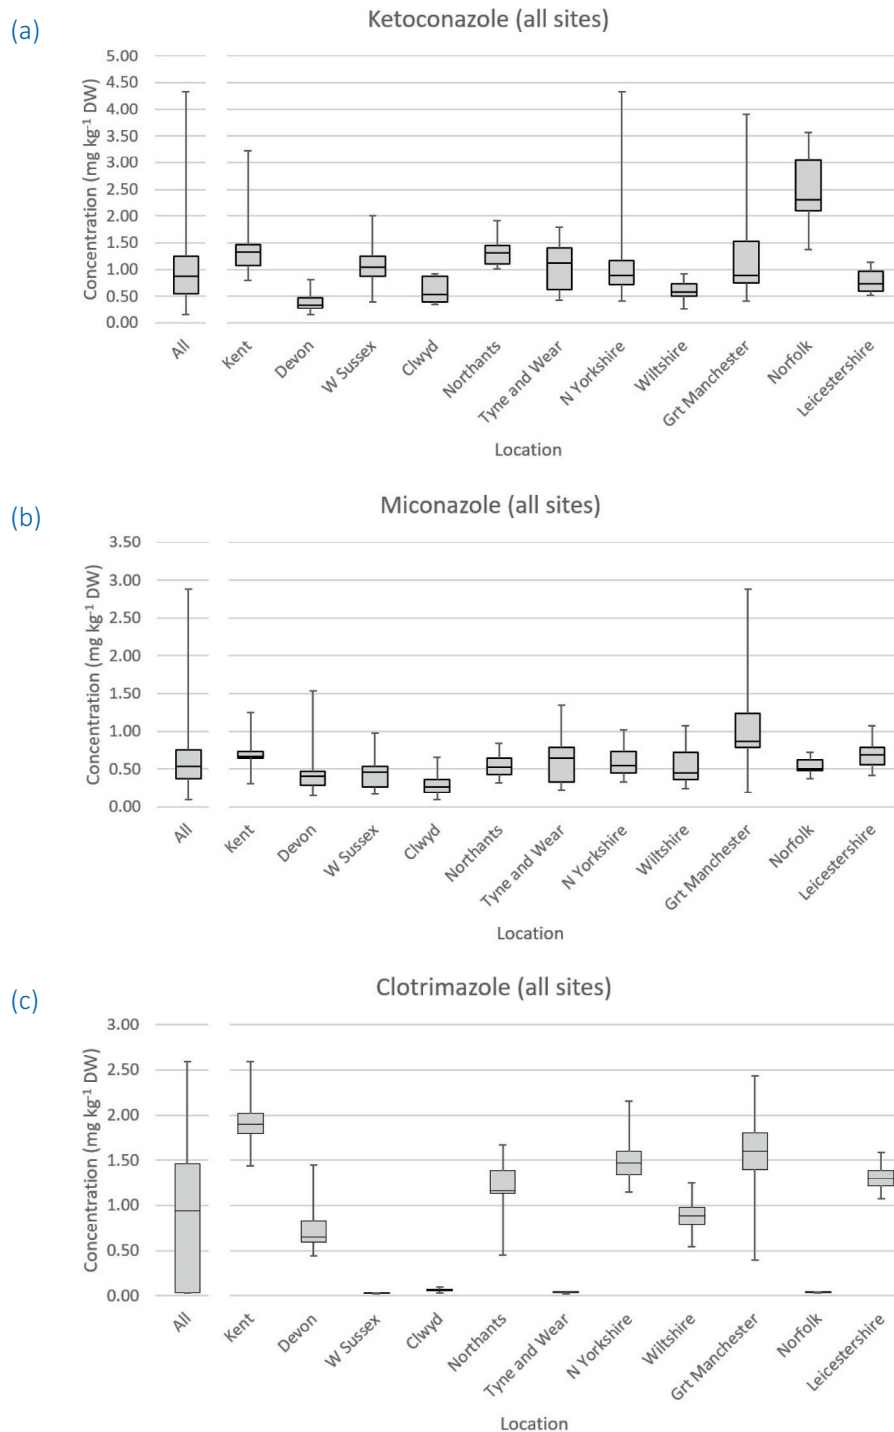 (a)
Ketoconazole (all sites)
Concentration (mg kg⁻¹ DW)
5.00
4.50
4.00
3.50
3.00
2.50
2.00
1.50
1.00
0.50
0.00
All
Kent
Devon
W Sussex
Clwyd
Northants
Tyne and Wear
N Yorkshire
Wiltshire
Grt Manchester
Norfolk
Leicestershire
Location
(b)
Miconazole (all sites)
Concentration (mg kg⁻¹ DW)
3.50
3.00
2.50
2.00
1.50
1.00
0.50
0.00
All
Kent
Devon
W Sussex
Clwyd
Northants
Tyne and Wear
N Yorkshire
Wiltshire
Grt Manchester
Norfolk
Leicestershire
Location
(c)
Clotrimazole (all sites)
Concentration (mg kg⁻¹ DW)
3.00
2.50
2.00
1.50
1.00
0.50
0.00
All
Kent
Devon
W Sussex
Clwyd
Northants
Tyne and Wear
N Yorkshire
Wiltshire
Grt Manchester
Norfolk
Leicestershire
Location